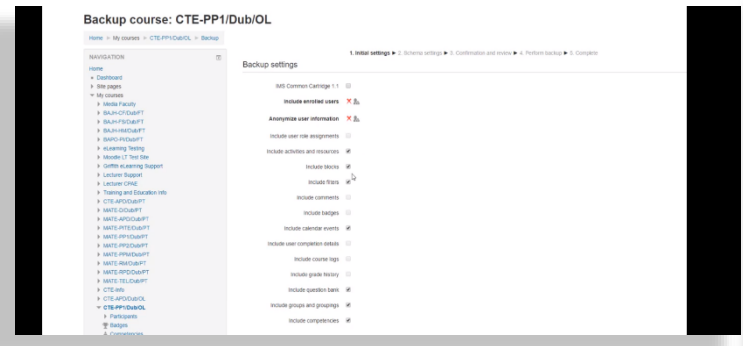 Backup course: CTE-PP1/Dub/OL
Home > My courses > CTE-PP1/Dub/OL > Backup
NAVIGATION
Home
Dashboard
Site pages
My courses
Media Faculty
BAJH-CF/Dub/FT
BAJH-FS/Dub/FT
BAJH-HM/Dub/FT
BAPO-PI/Dub/FT
eLearning Testing
Moodle LT Test Site
Griffith eLearning Support
Lecturer Support
Lecturer CPAE
Training and Education Info
CTE-APD/Dub/PT
MATE-D/Dub/PT
MATE-APD/Dub/PT
MATE-PITE/Dub/PT
MATE-PP1/Dub/PT
MATE-PP2/Dub/PT
MATE-PPM/Dub/PT
MATE-RM/Dub/PT
MATE-RPD/Dub/PT
MATE-TEL/Dub/PT
CTE-Info
CTE-APD/Dub/OL
CTE-PP1/Dub/OL
Participants
Badges
Competencies
1. Initial settings ► 2. Schema settings ► 3. Confirmation and review ► 4. Perform backup ► 5. Complete
Backup settings
IMS Common Cartridge 1.1
Include enrolled users
Anonymize user information
Include user role assignments
Include activities and resources
Include blocks
Include filters
Include comments
Include badges
Include calendar events
Include user completion details
Include course logs
Include grade history
Include question bank
Include groups and groupings
Include competencies